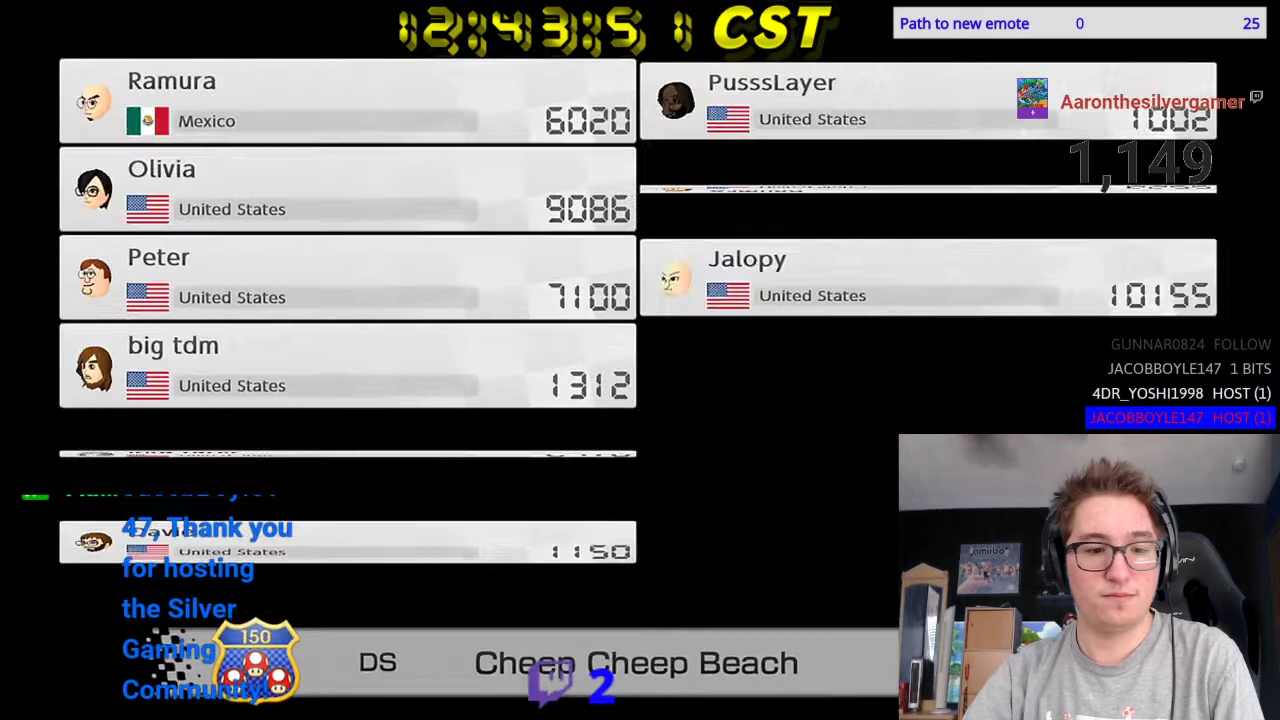 12:43:51 CST
Path to new emote 0 25
Ramura
Mexico 6020
Olivia
United States 9086
Peter
United States 7100
big tdm
United States 1312
United States 1150
PusssLayer
United States 1002
Aaronthesilvergamer
1,149
Jalopy
United States 10155
GUNNAR0824 FOLLOW
JACOBBOYLE147 1 BITS
4DR_YOSHI1998 HOST (1)
JACOBBOYLE147 HOST (1)
47, Thank you
for hosting
the Silver
Gaming
Community!
150
DS Cheep Cheep Beach
2
amiibo